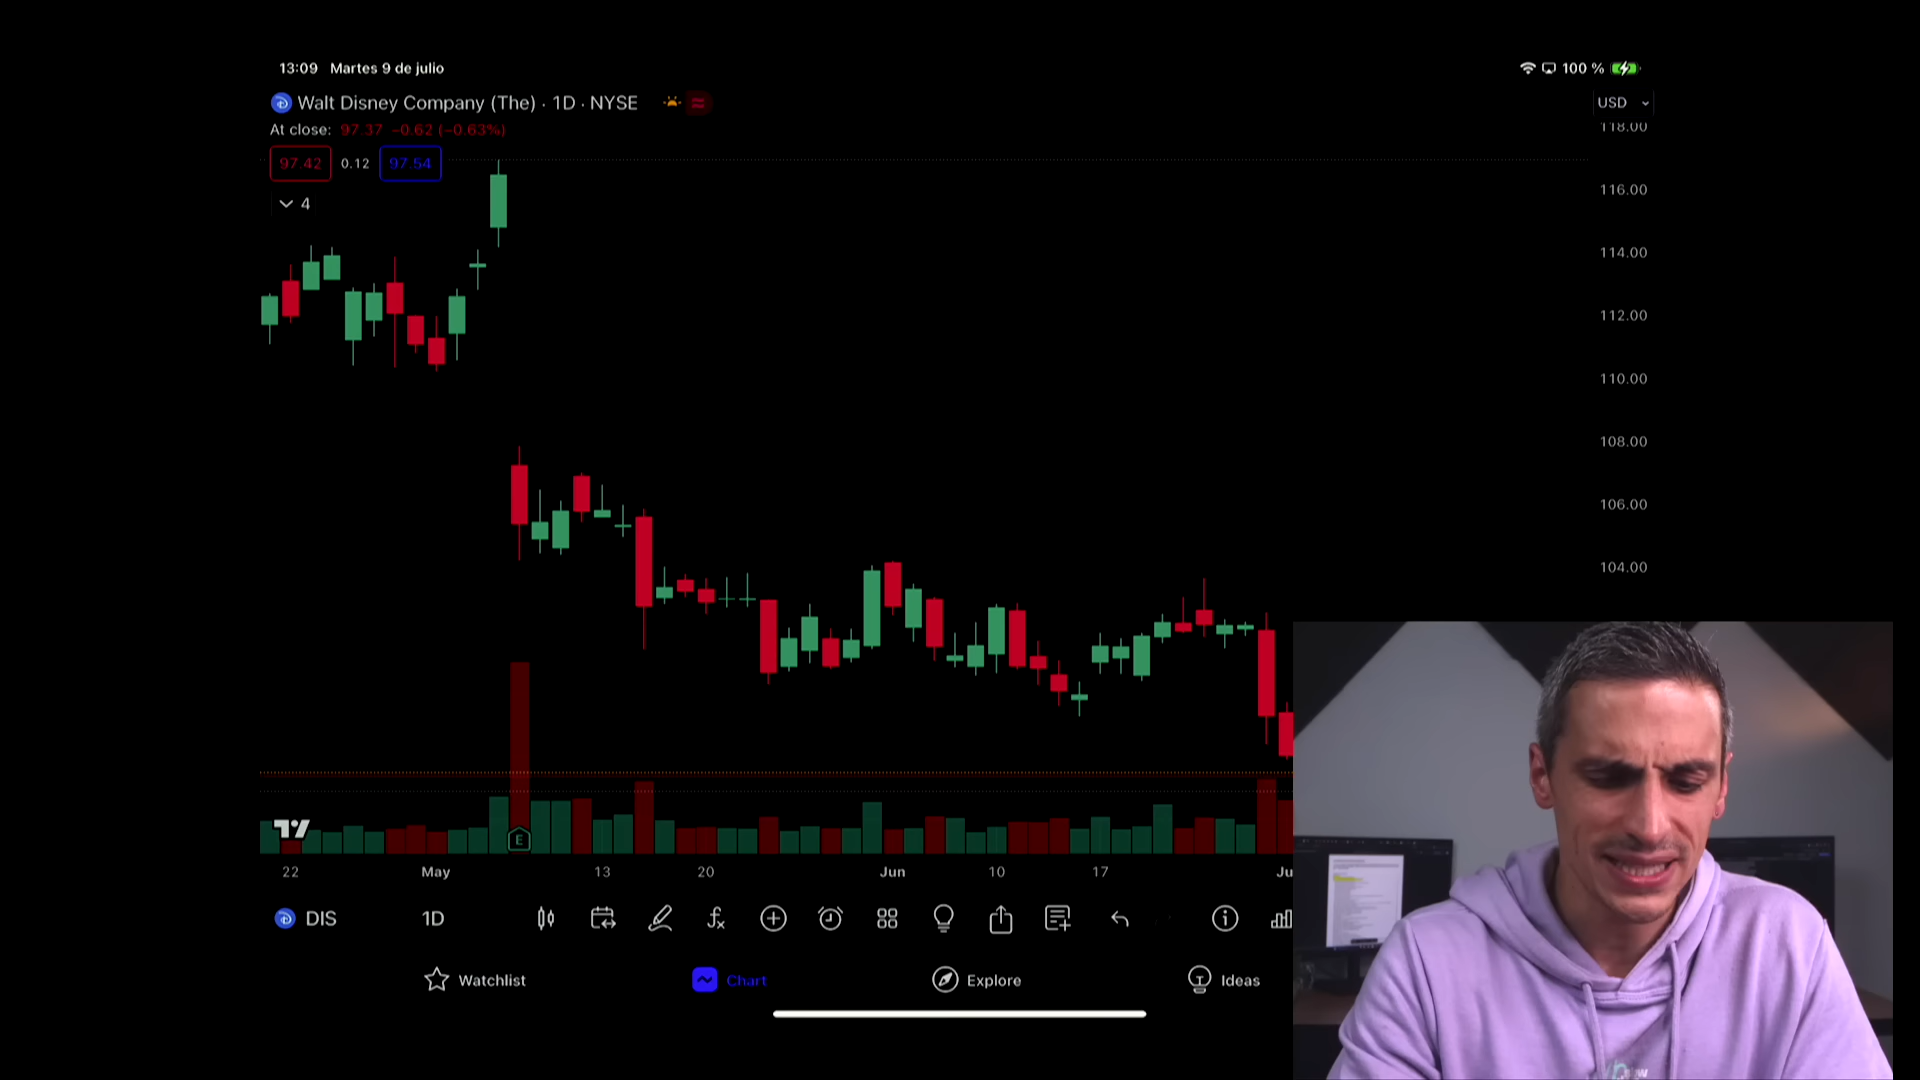 13:09 Martes 9 de julio
100 %
Walt Disney Company (The) · 1D · NYSE
USD
At close: 97.37 −0.62 (−0.63%)
118.00
97.42 0.12 97.54
116.00
4
114.00
112.00
110.00
108.00
106.00
104.00
E
22 May 13 20 Jun 10 17 Ju
DIS 1D
Watchlist Chart Explore Ideas